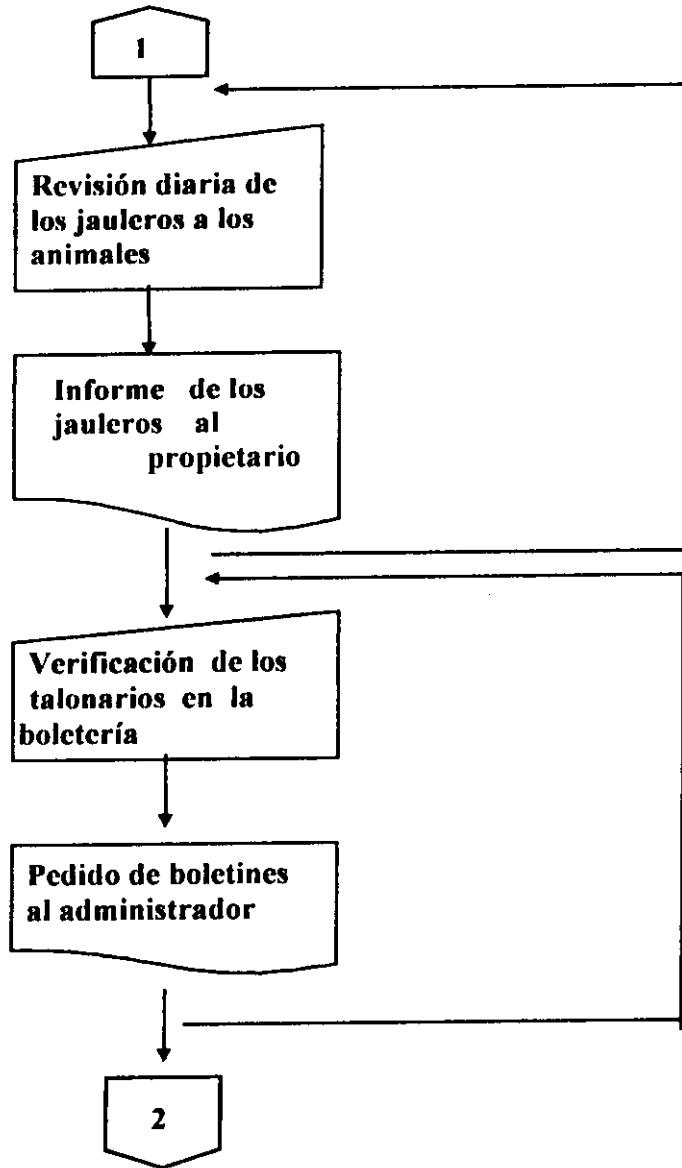 1
Revisión diaria de
los jauleros a los
animales
Informe de los
jauleros al
propietario
Verificación de los
talonarios en la
boletería
Pedido de boletines
al administrador
2